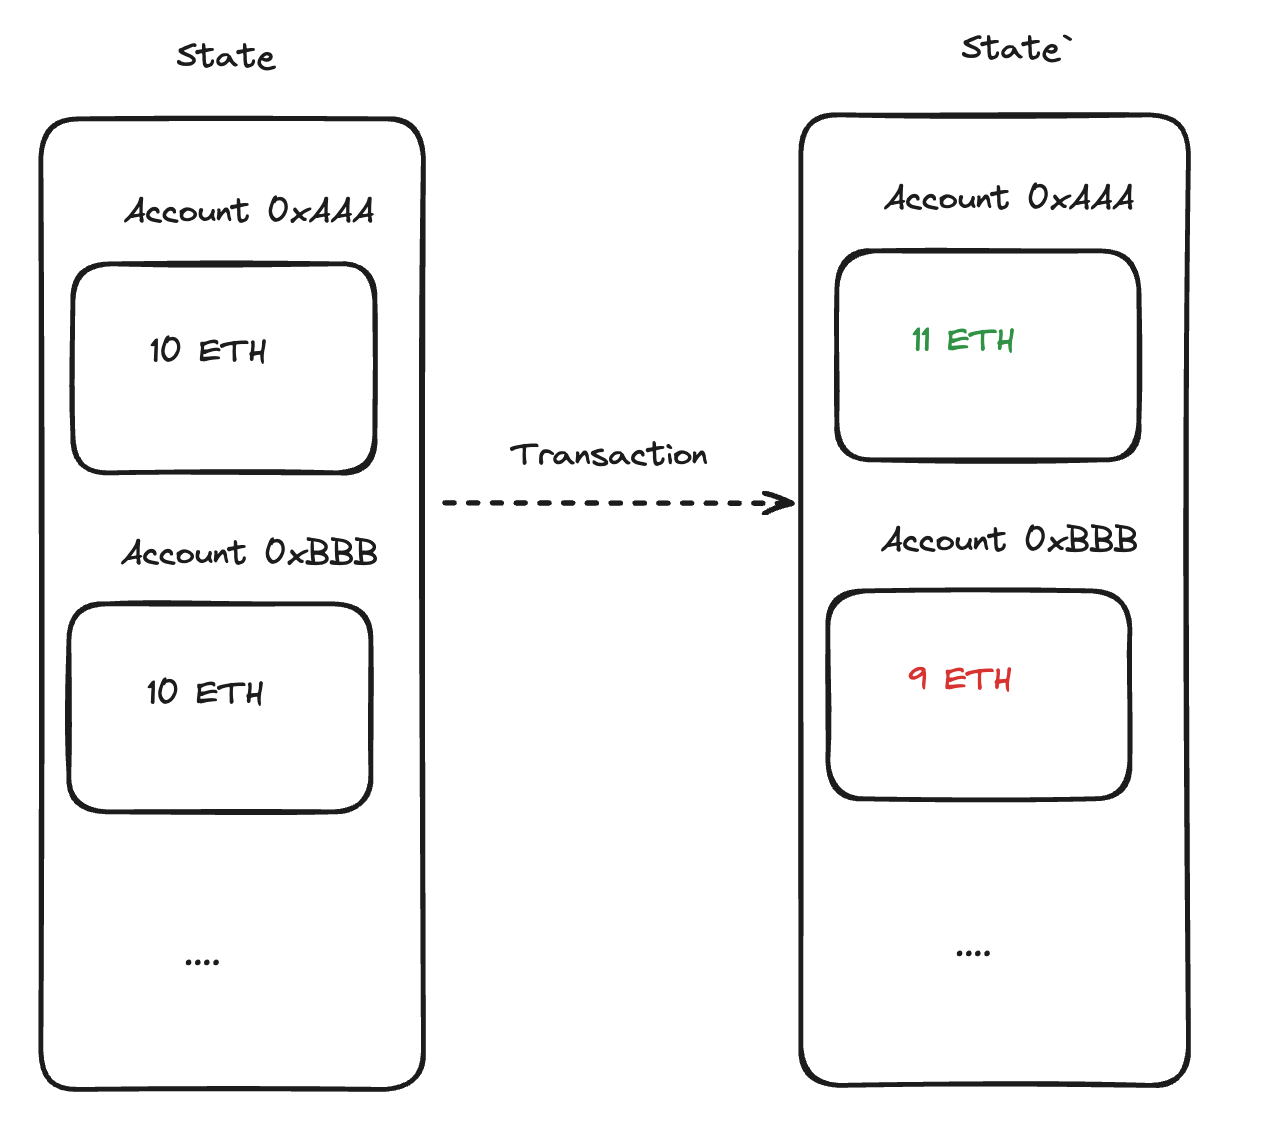 State
Account 0xAAA
10 ETH
Account 0xBBB
10 ETH
....
Transaction
State`
Account 0xAAA
11 ETH
Account 0xBBB
9 ETH
....